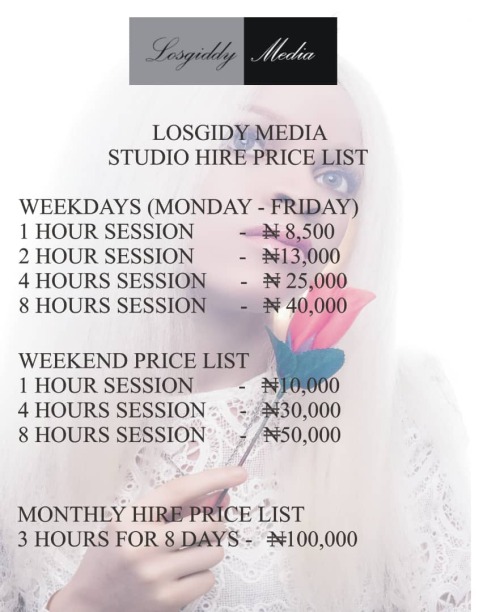 Losgiddy Media
LOSGIDY MEDIA
STUDIO HIRE PRICE LIST
WEEKDAYS (MONDAY - FRIDAY)
1 HOUR SESSION - ₦ 8,500
2 HOUR SESSION - ₦13,000
4 HOURS SESSION - ₦ 25,000
8 HOURS SESSION - ₦ 40,000
WEEKEND PRICE LIST
1 HOUR SESSION - ₦10,000
4 HOURS SESSION - ₦30,000
8 HOURS SESSION - ₦50,000
MONTHLY HIRE PRICE LIST
3 HOURS FOR 8 DAYS - ₦100,000